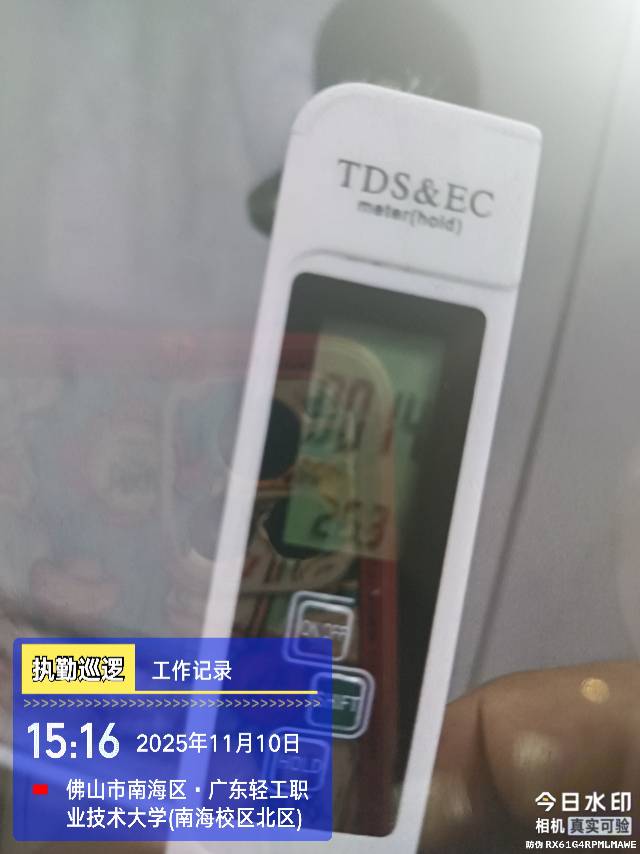 TDS&EC
meter(hold)
25.3
ON/OFF
SHIFT
HOLD
执勤巡逻
工作记录
15:16
2025年11月10日
佛山市南海区·广东轻工职
业技术大学(南海校区北区)
今日水印
相机 真实可验
防伪 RX61G4RPMLMAWE